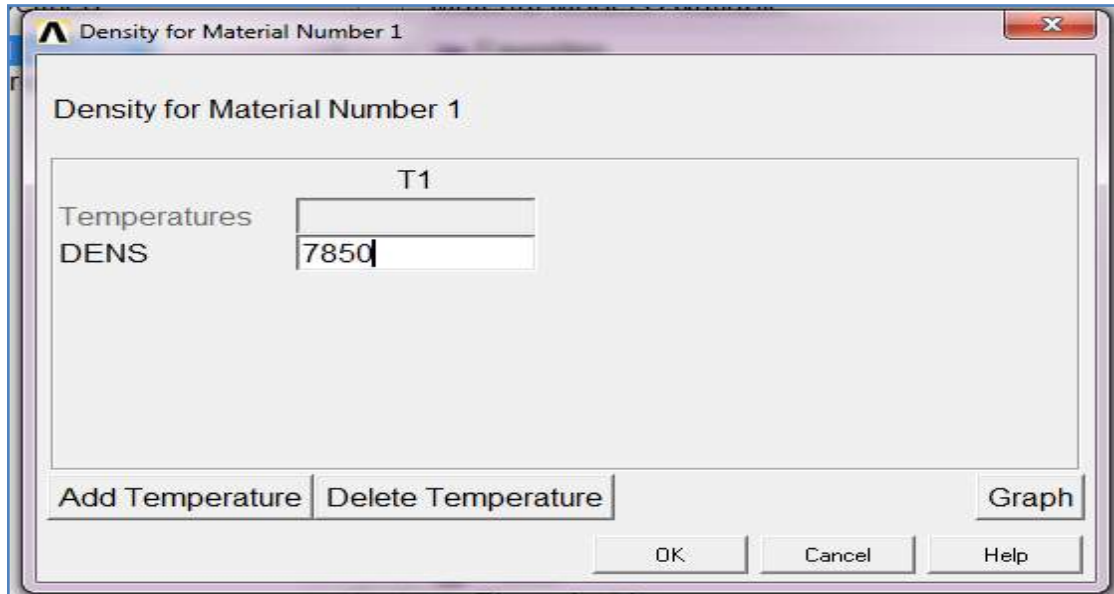 Density for Material Number 1
Density for Material Number 1
T1
Temperatures
DENS 7850
Add Temperature Delete Temperature Graph
OK Cancel Help